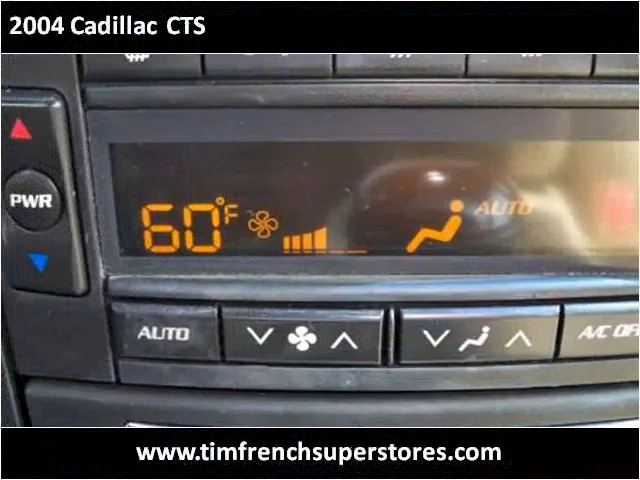 2004 Cadillac CTS
PWR
60°F
AUTO
AUTO
A/C OFF
www.timfrenchsuperstores.com